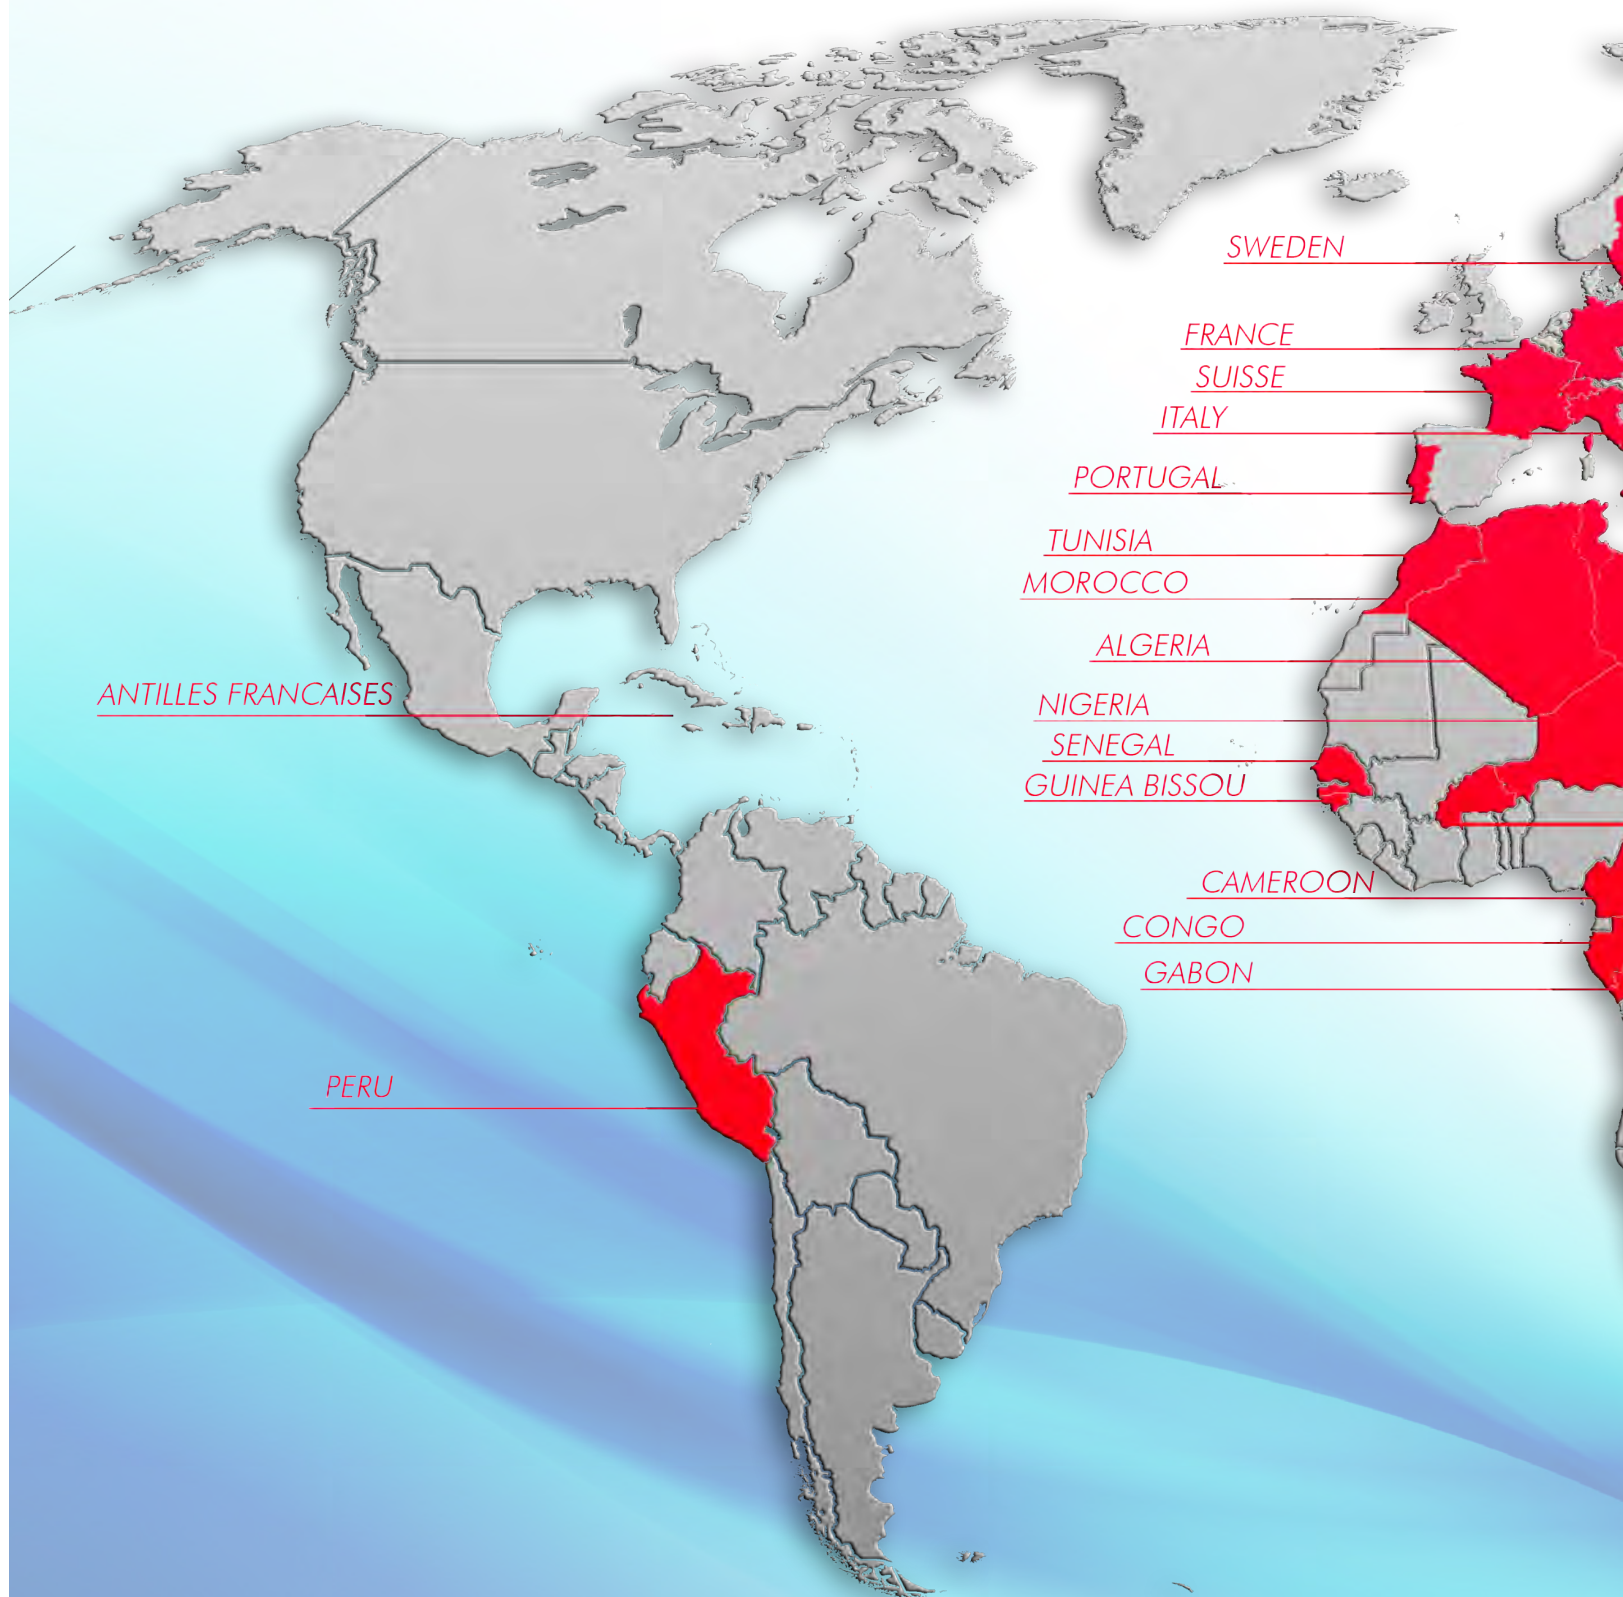 SWEDEN
FRANCE
SUISSE
ITALY
PORTUGAL
TUNISIA
MOROCCO
ALGERIA
ANTILLES FRANCAISES
NIGERIA
SENEGAL
GUINEA BISSOU
CAMEROON
CONGO
GABON
PERU